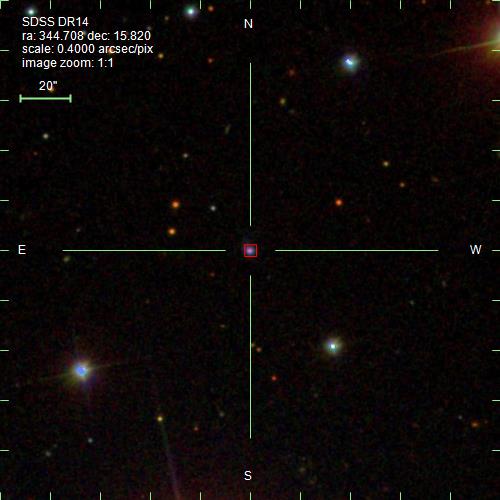 SDSS DR14
ra: 344.708 dec: 15.820
scale: 0.4000 arcsec/pix
image zoom: 1:1
20"
N
E
W
S